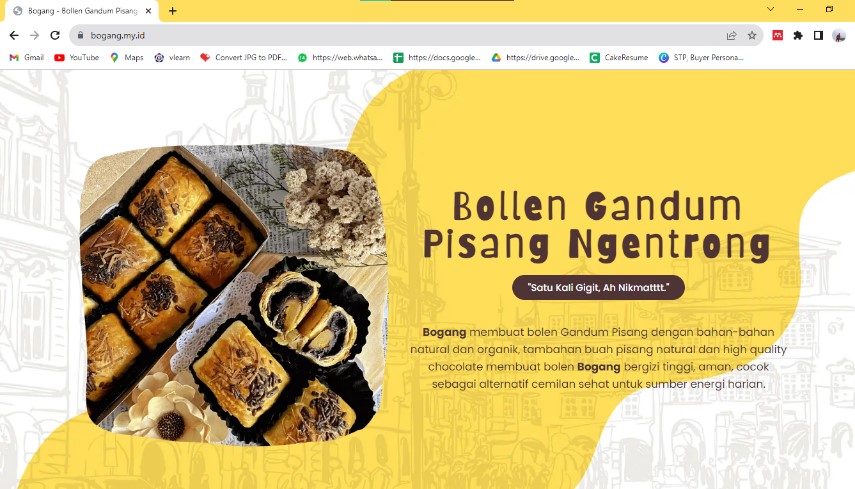 Bogang - Bollen Gandum Pisang
bogang.my.id
Gmail
YouTube
Maps
vlearn
Convert JPG to PDF...
https://web.whatsa...
https://docs.google...
https://drive.google...
CakeResume
STP, Buyer Persona...
Bollen Gandum
Pisang Ngentrong
"Satu Kali Gigit, Ah Nikmatttt."
Bogang membuat bolen Gandum Pisang dengan bahan-bahan
natural dan organik, tambahan buah pisang natural dan high quality
chocolate membuat bolen Bogang bergizi tinggi, aman, cocok
sebagai alternatif cemilan sehat untuk sumber energi harian.